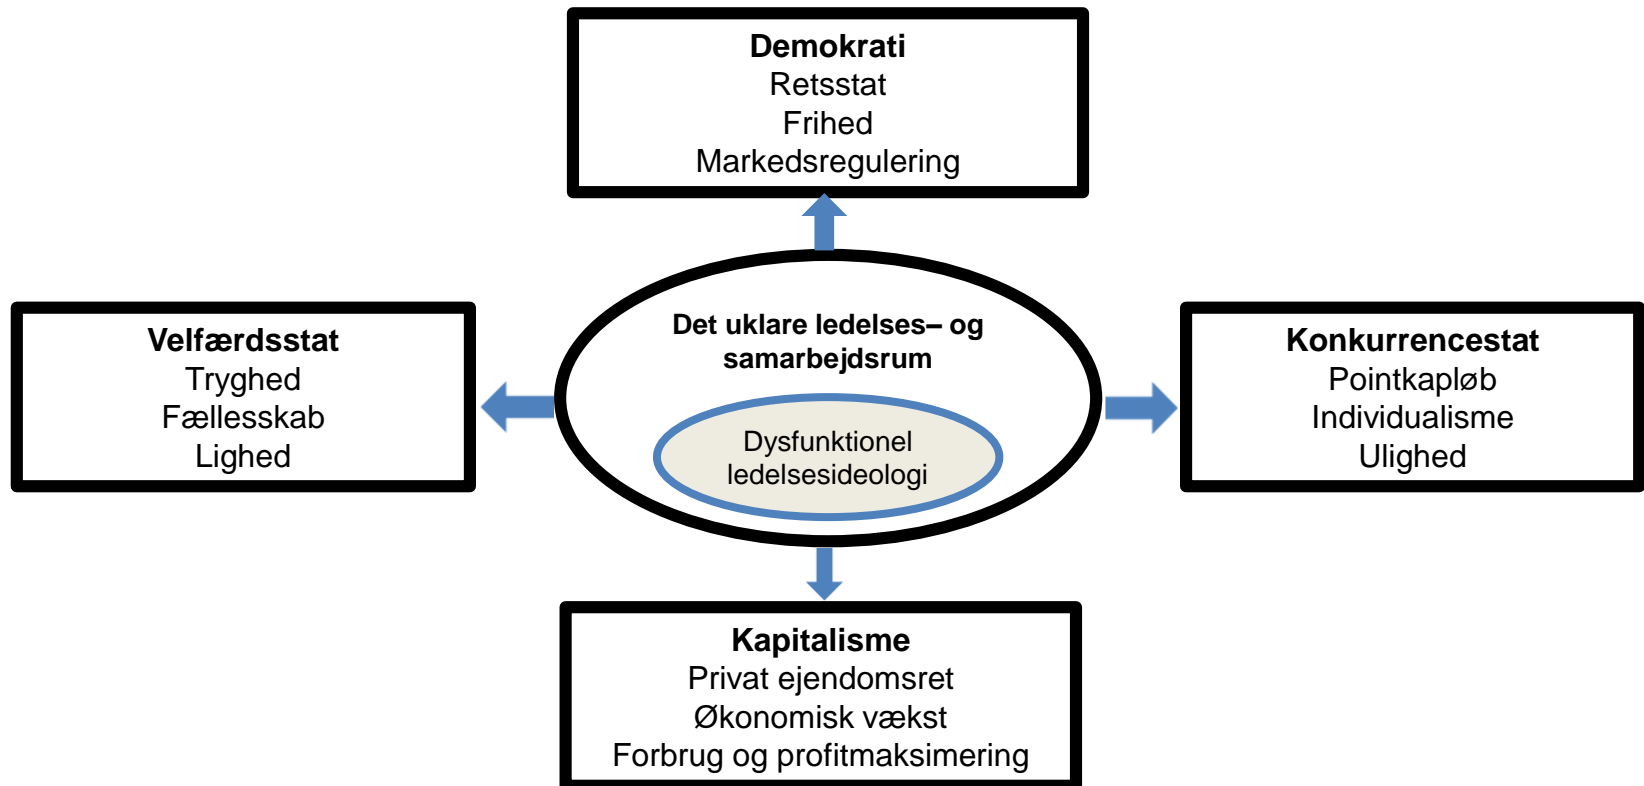 Demokrati
Retsstat
Frihed
Markedsregulering
Velfærdsstat
Tryghed
Fællesskab
Lighed
Det uklare ledelses– og
samarbejdsrum
Dysfunktionel
ledelsesideologi
Konkurrencestat
Pointkapløb
Individualisme
Ulighed
Kapitalisme
Privat ejendomsret
Økonomisk vækst
Forbrug og profitmaksimering